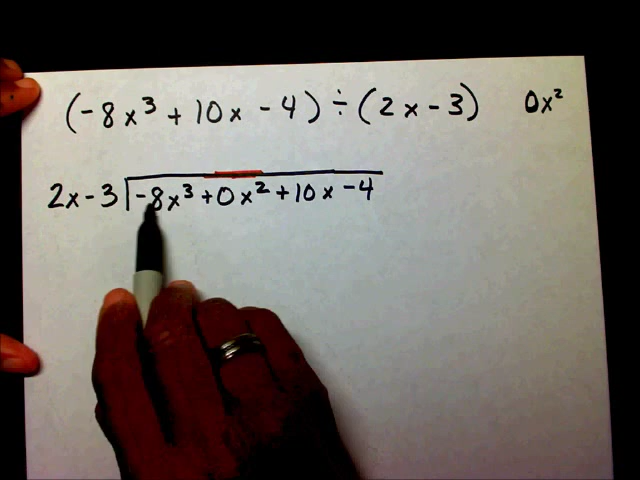 (-8x³ + 10x - 4) ÷ (2x - 3) 0x²
2x - 3 | -8x³ + 0x² + 10x - 4